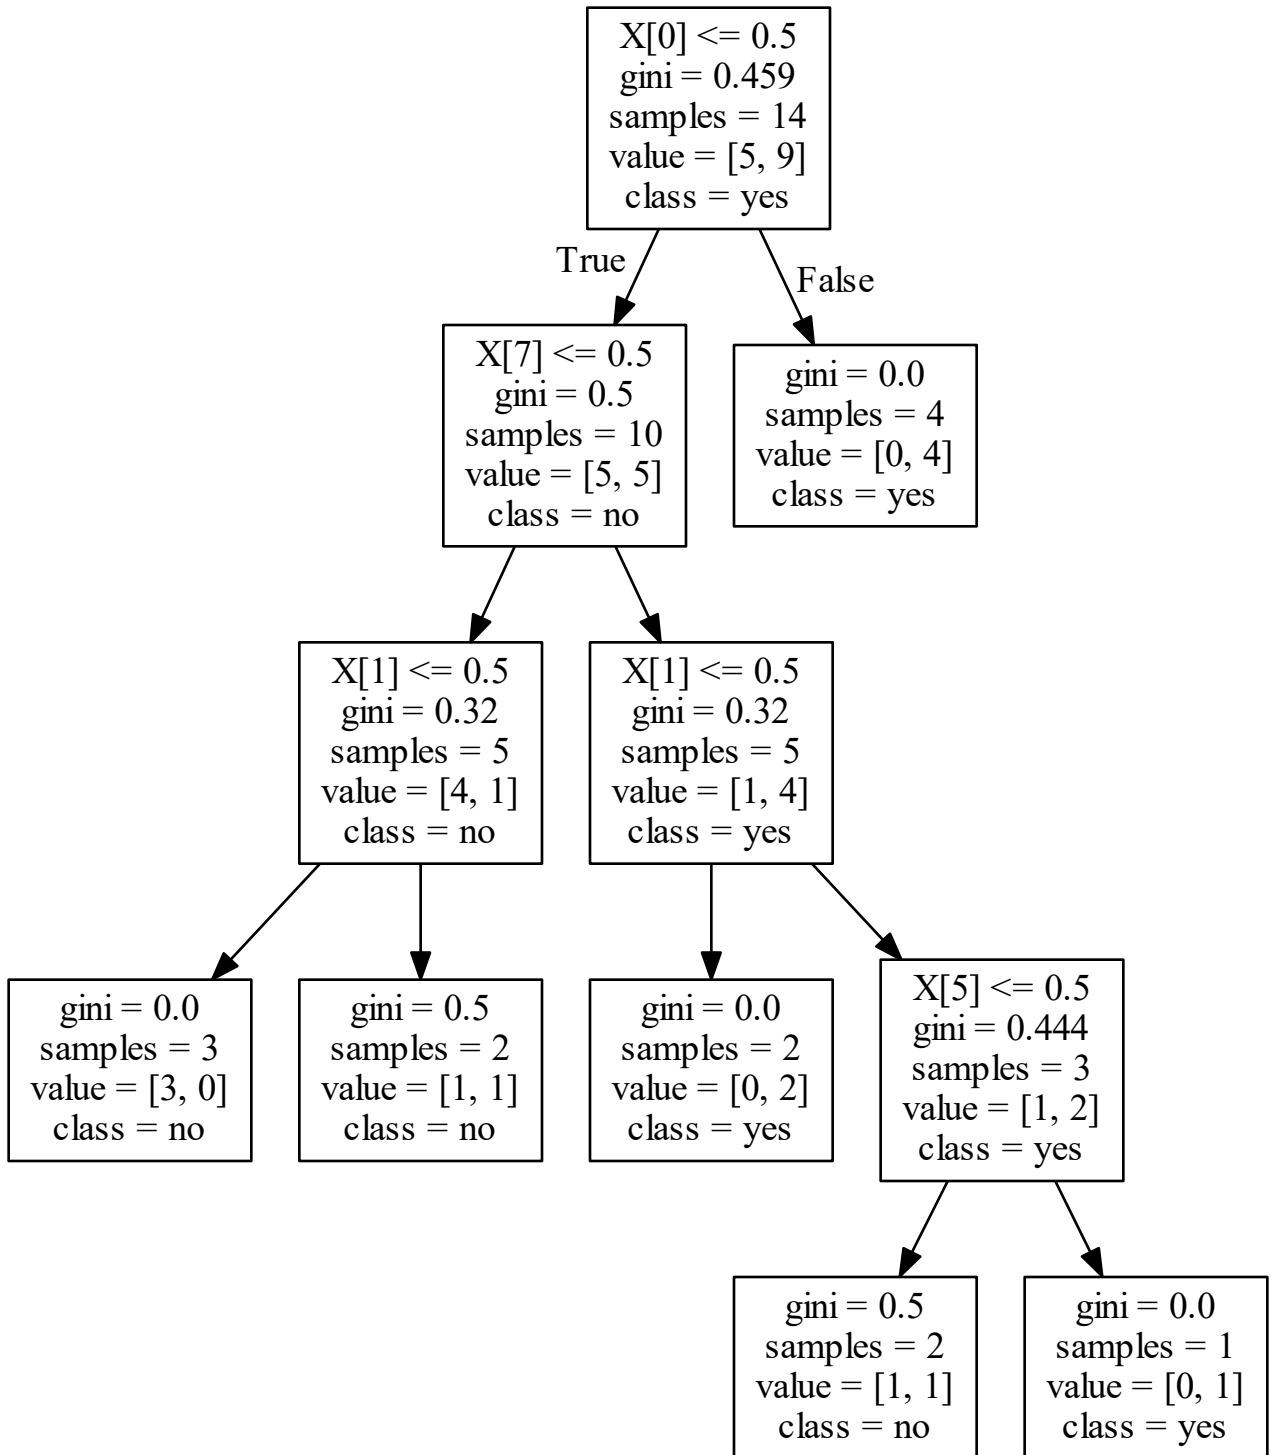 X[0] <= 0.5
gini = 0.459
samples = 14
value = [5, 9]
class = yes
True
False
X[7] <= 0.5
gini = 0.5
samples = 10
value = [5, 5]
class = no
gini = 0.0
samples = 4
value = [0, 4]
class = yes
X[1] <= 0.5
gini = 0.32
samples = 5
value = [4, 1]
class = no
X[1] <= 0.5
gini = 0.32
samples = 5
value = [1, 4]
class = yes
gini = 0.0
samples = 3
value = [3, 0]
class = no
gini = 0.5
samples = 2
value = [1, 1]
class = no
gini = 0.0
samples = 2
value = [0, 2]
class = yes
X[5] <= 0.5
gini = 0.444
samples = 3
value = [1, 2]
class = yes
gini = 0.5
samples = 2
value = [1, 1]
class = no
gini = 0.0
samples = 1
value = [0, 1]
class = yes